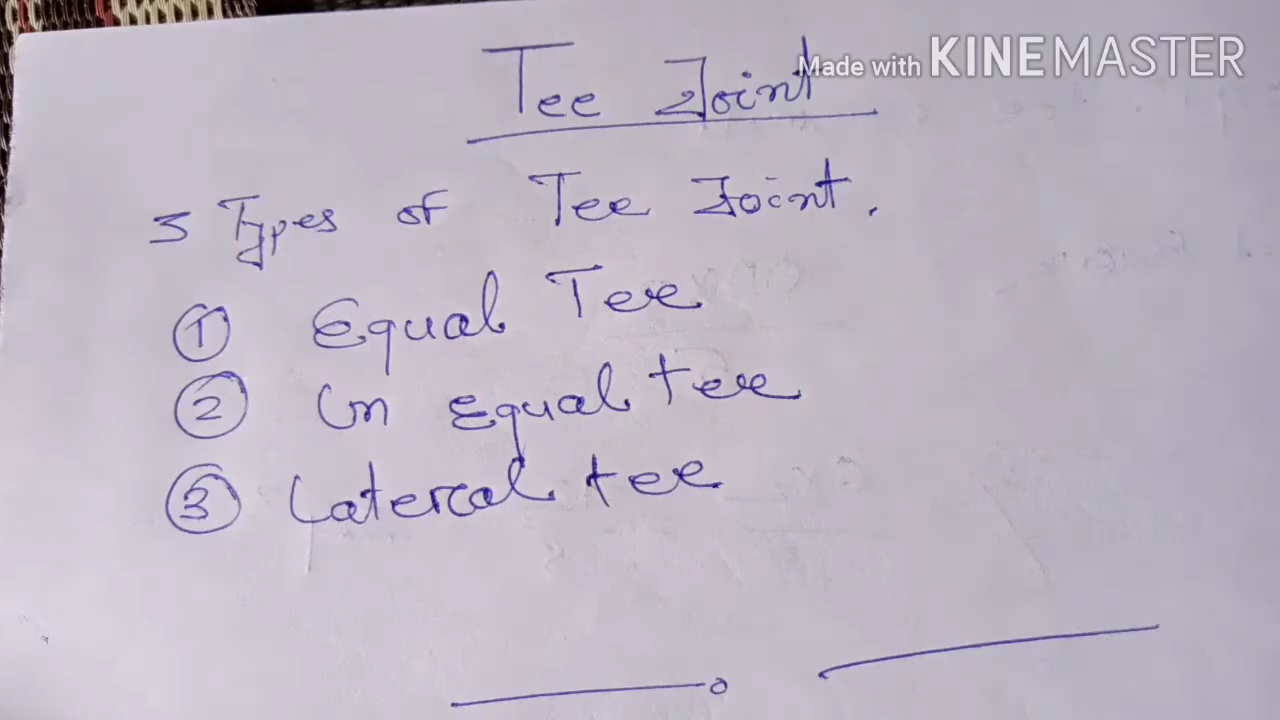 Made with KINEMASTER
Tee Joint
3 Types of Tee Joint.
① Equal Tee
② Un Equal tee
③ Lateral tee